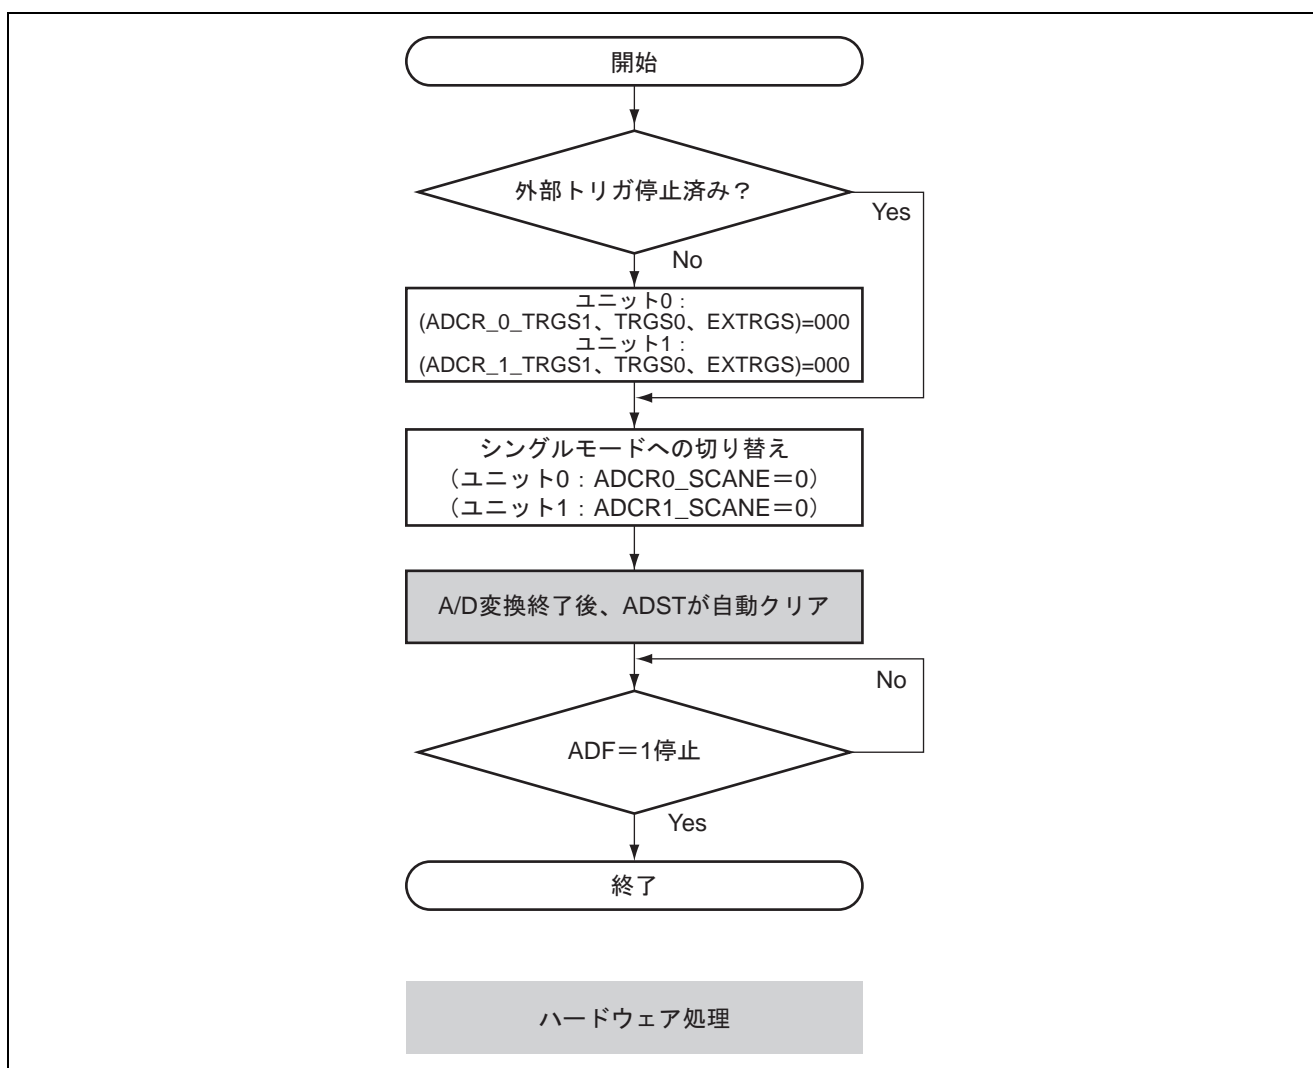 開始
外部トリガ停止済み？
Yes
No
ユニット0：
(ADCR_0_TRGS1、TRGS0、EXTRGS)=000
ユニット1：
(ADCR_1_TRGS1、TRGS0、EXTRGS)=000
シングルモードへの切り替え
（ユニット0：ADCR0_SCANE＝0）
（ユニット1：ADCR1_SCANE＝0）
A/D変換終了後、ADSTが自動クリア
No
ADF＝1停止
Yes
終了
ハードウェア処理